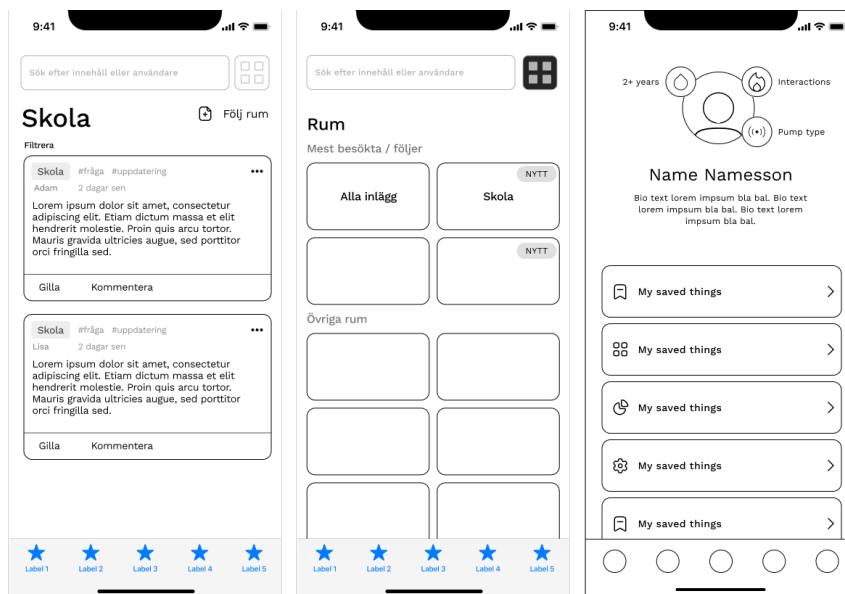 9:41
Sök efter innehåll eller användare
Skola
Följ rum
Filtrera
Skola #fråga #uppdatering
Adam 2 dagar sen
Lorem ipsum dolor sit amet, consectetur
adipiscing elit. Etiam dictum massa et elit
hendrerit molestie. Proin quis arcu tortor.
Mauris gravida ultricies augue, sed porttitor
orci fringilla sed.
Gilla Kommentera
Skola #fråga #uppdatering
Lisa 2 dagar sen
Lorem ipsum dolor sit amet, consectetur
adipiscing elit. Etiam dictum massa et elit
hendrerit molestie. Proin quis arcu tortor.
Mauris gravida ultricies augue, sed porttitor
orci fringilla sed.
Gilla Kommentera
Label 1 Label 2 Label 3 Label 4 Label 5
9:41
Sök efter innehåll eller användare
Rum
Mest besökta / följer
NYTT
Alla inlägg Skola
NYTT
Övriga rum
Label 1 Label 2 Label 3 Label 4 Label 5
9:41
2+ years Interactions
Pump type
Name Namesson
Bio text lorem impsum bla bal. Bio text
lorem impsum bla bal. Bio text lorem
impsum bla bal.
My saved things
My saved things
My saved things
My saved things
My saved things